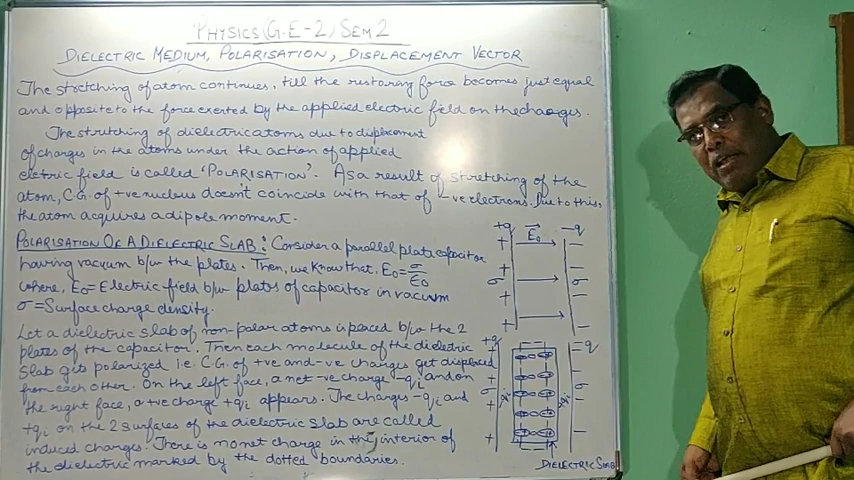 PHYSICS (G.E-2) SEM 2
DIELECTRIC MEDIUM, POLARISATION, DISPLACEMENT VECTOR
The stretching of atom continues, till the restoring force becomes just equal
and opposite to the force exerted by the applied electric field on the charges.
The stretching of dielectric atoms due to displacement
of charges in the atoms under the action of applied
electric field is called 'POLARISATION'. As a result of stretching of the
atom, C.G. of +ve nucleus doesn't coincide with that of -ve electrons. Due to this,
the atom acquires a dipole moment.
POLARISATION OF A DIELECTRIC SLAB: Consider a parallel plate capacitor
having vacuum b/w the plates. Then, we know that, E₀ = σ/ε₀
where, E₀ = Electric field b/w plates of capacitor in vacuum
σ = Surface charge density.
Let a dielectric slab of non-polar atoms is placed b/w the 2
plates of the capacitor. Then each molecule of the dielectric
slab gets polarized i.e. C.G. of +ve and -ve charges get displaced
from each other. On the left face, a net -ve charge -qᵢ and on
the right face, a +ve charge +qᵢ appears. The charges -qᵢ and
+qᵢ on the 2 surfaces of the dielectric slab are called
induced charges. There is no net charge in the interior of
the dielectric marked by the dotted boundaries.
+q E₀ -q
+ -
+ -
σ σ
+ -
+ -
+q -q
+ -
σ σᵢ
+ -
+ -
DIELECTRIC SLAB